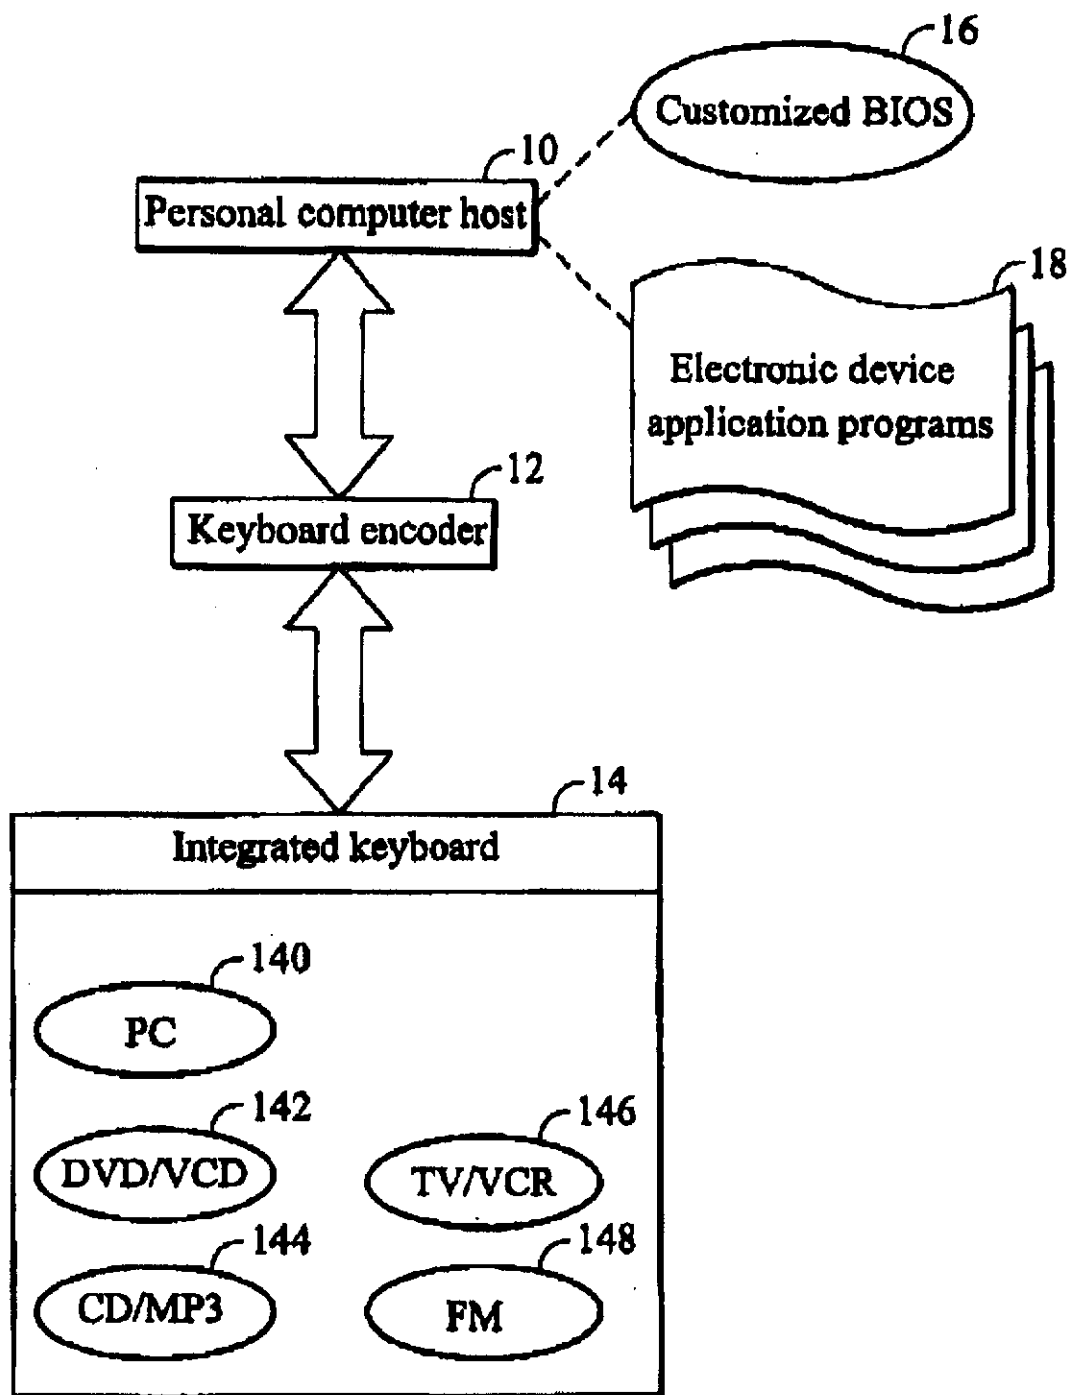 16
Customized BIOS
10
Personal computer host
18
Electronic device
application programs
12
Keyboard encoder
14
Integrated keyboard
140
PC
142
DVD/VCD
146
TV/VCR
144
CD/MP3
148
FM